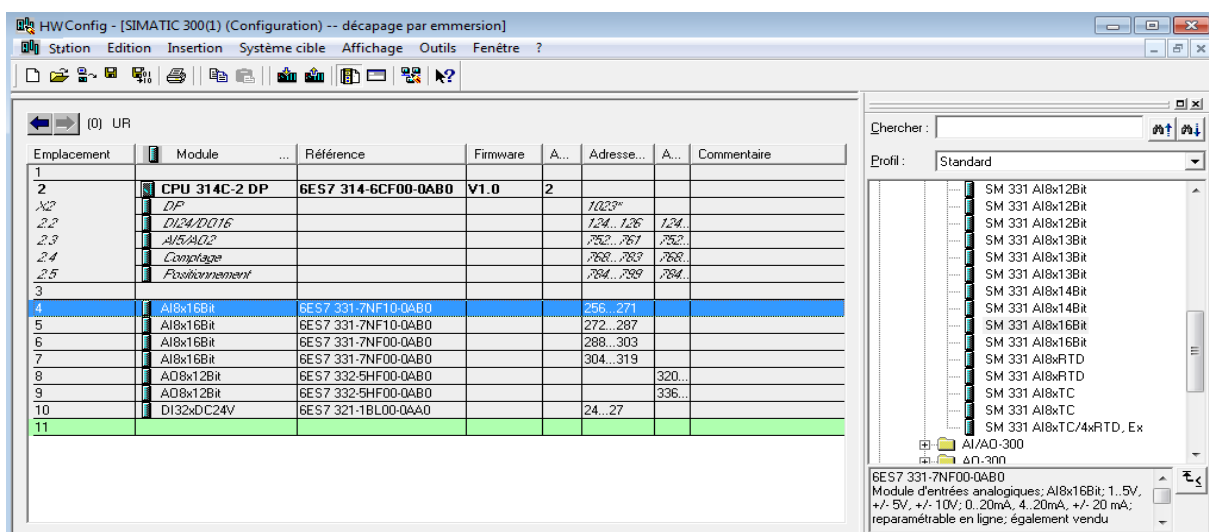 HW Config - [SIMATIC 300(1) (Configuration) -- décapage par emmersion]
Station Edition Insertion Système cible Affichage Outils Fenêtre ?
(0) UR
Emplacement Module ... Référence Firmware A... Adresse... A... Commentaire
1
2 CPU 314C-2 DP 6ES7 314-6CF00-0AB0 V1.0 2
X2 DP 1023*
2.2 DI24/DO16 124...126 124..
2.3 AI5/AO2 752...761 752..
2.4 Comptage 768...783 768..
2.5 Positionnement 784...799 784..
3
4 AI8x16Bit 6ES7 331-7NF10-0AB0 256...271
5 AI8x16Bit 6ES7 331-7NF10-0AB0 272...287
6 AI8x16Bit 6ES7 331-7NF00-0AB0 288...303
7 AI8x16Bit 6ES7 331-7NF00-0AB0 304...319
8 AO8x12Bit 6ES7 332-5HF00-0AB0 320...
9 AO8x12Bit 6ES7 332-5HF00-0AB0 336...
10 DI32xDC24V 6ES7 321-1BL00-0AA0 24...27
11
Chercher :
Profil : Standard
SM 331 AI8x12Bit
SM 331 AI8x12Bit
SM 331 AI8x12Bit
SM 331 AI8x13Bit
SM 331 AI8x13Bit
SM 331 AI8x13Bit
SM 331 AI8x14Bit
SM 331 AI8x14Bit
SM 331 AI8x16Bit
SM 331 AI8x16Bit
SM 331 AI8xRTD
SM 331 AI8xRTD
SM 331 AI8xTC
SM 331 AI8xTC
SM 331 AI8xTC/4xRTD, Ex
AI/AO-300
AO-300
6ES7 331-7NF00-0AB0
Module d'entrées analogiques; AI8x16Bit; 1..5V,
+/- 5V, +/- 10V; 0..20mA, 4..20mA, +/- 20 mA;
reparamétrable en ligne; également vendu